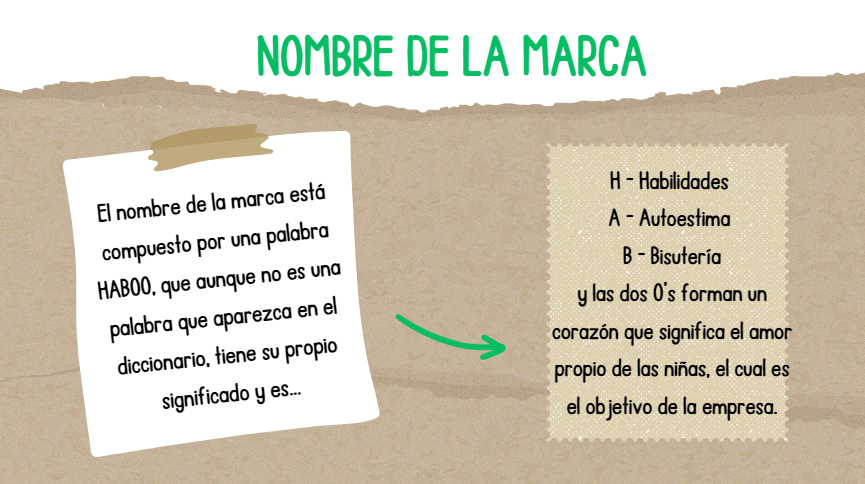 NOMBRE DE LA MARCA
El nombre de la marca está
compuesto por una palabra
HABOO, que aunque no es una
palabra que aparezca en el
diccionario, tiene su propio
significado y es...
H - Habilidades
A - Autoestima
B - Bisutería
y las dos O's forman un
corazón que significa el amor
propio de las niñas, el cual es
el objetivo de la empresa.